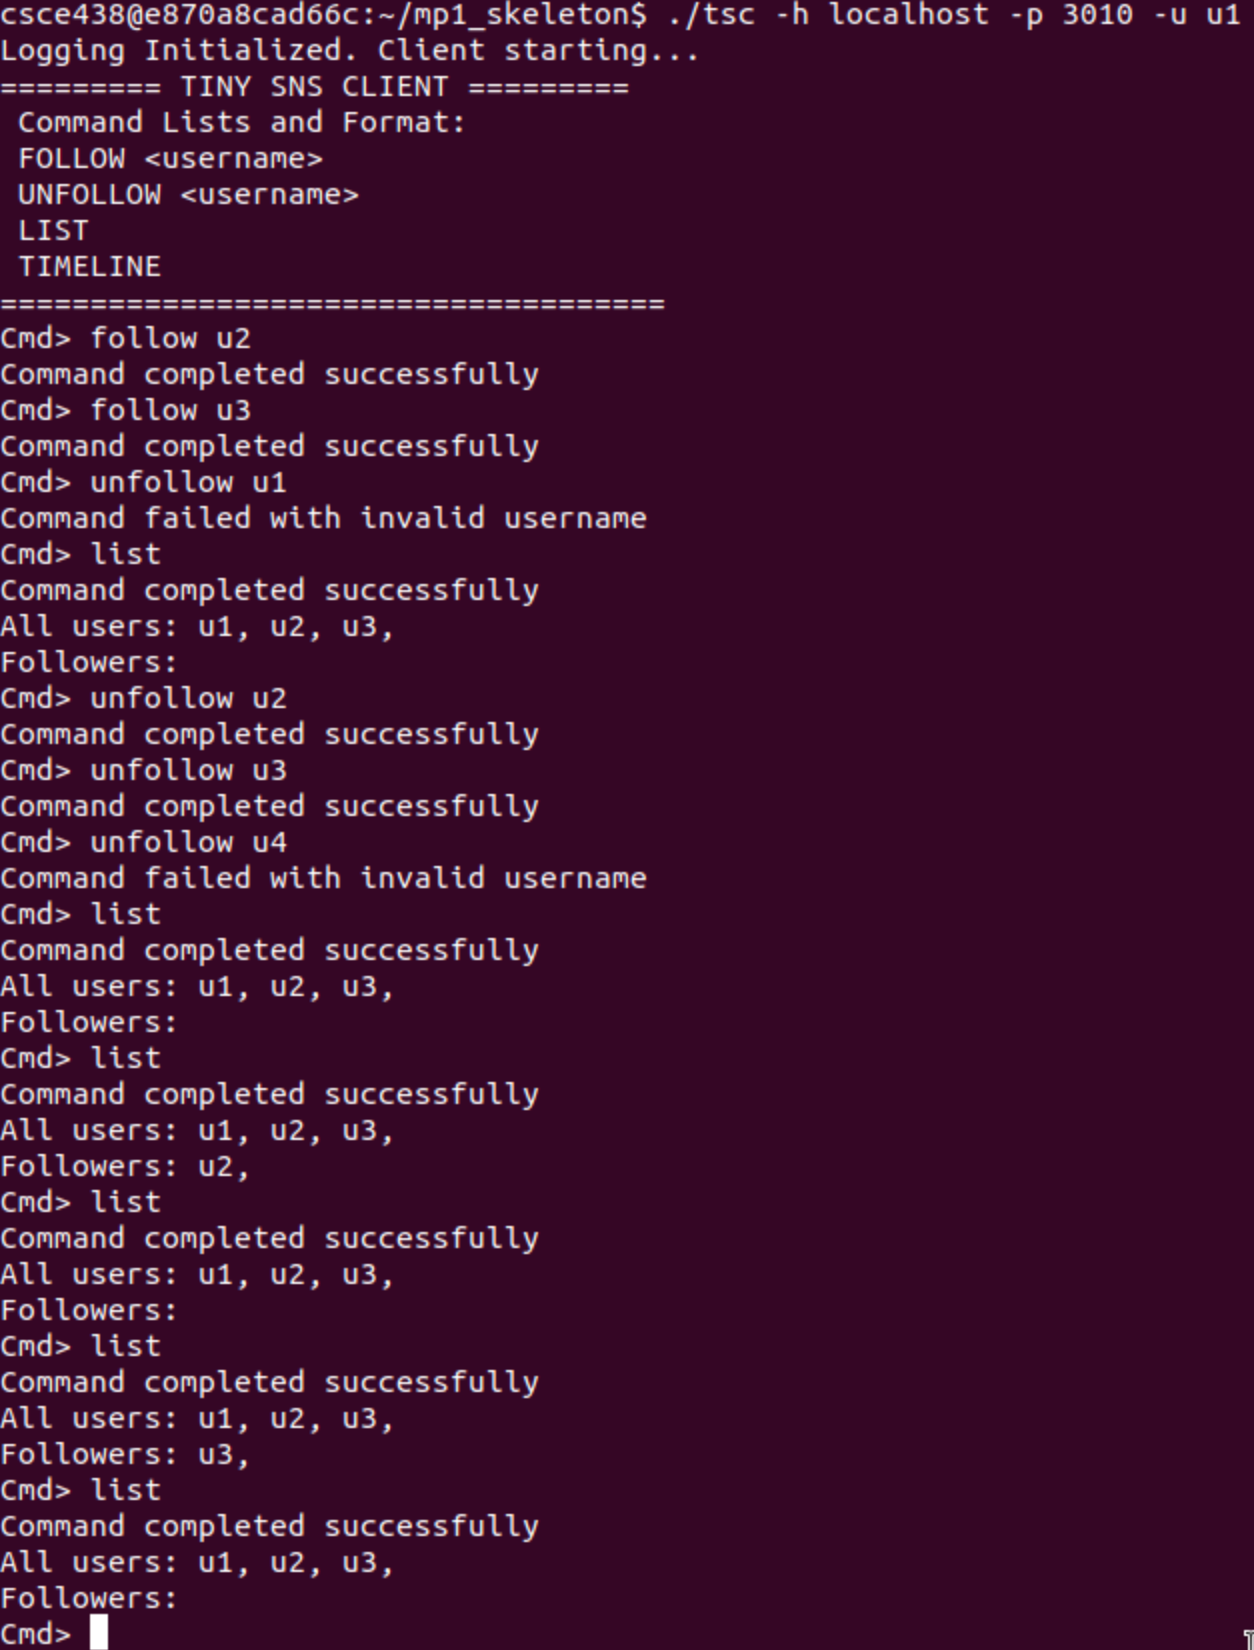 csce438@e870a8cad66c:~/mp1_skeleton$ ./tsc -h localhost -p 3010 -u u1
Logging Initialized. Client starting...
========= TINY SNS CLIENT =========
 Command Lists and Format:
 FOLLOW <username>
 UNFOLLOW <username>
 LIST
 TIMELINE
=====================================
Cmd> follow u2
Command completed successfully
Cmd> follow u3
Command completed successfully
Cmd> unfollow u1
Command failed with invalid username
Cmd> list
Command completed successfully
All users: u1, u2, u3,
Followers:
Cmd> unfollow u2
Command completed successfully
Cmd> unfollow u3
Command completed successfully
Cmd> unfollow u4
Command failed with invalid username
Cmd> list
Command completed successfully
All users: u1, u2, u3,
Followers:
Cmd> list
Command completed successfully
All users: u1, u2, u3,
Followers: u2,
Cmd> list
Command completed successfully
All users: u1, u2, u3,
Followers:
Cmd> list
Command completed successfully
All users: u1, u2, u3,
Followers: u3,
Cmd> list
Command completed successfully
All users: u1, u2, u3,
Followers:
Cmd>